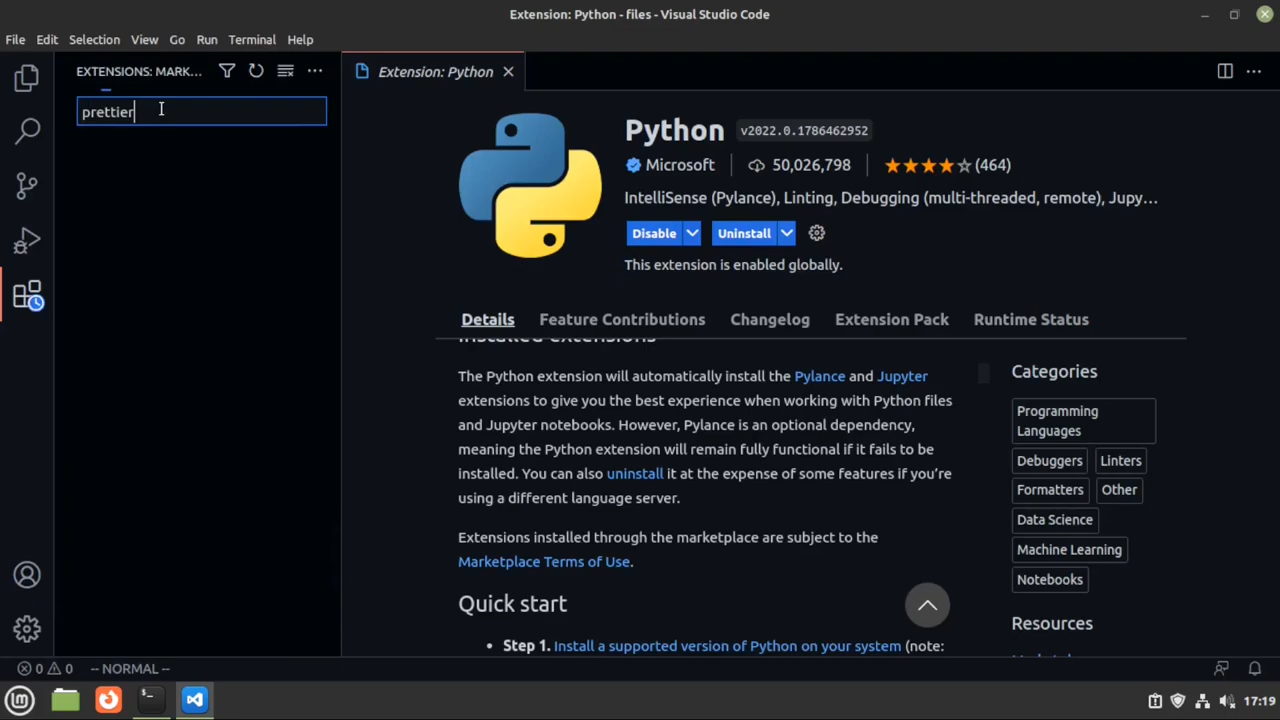 Extension: Python - files - Visual Studio Code
File Edit Selection View Go Run Terminal Help
EXTENSIONS: MARK...
prettier
Extension: Python
Python v2022.0.1786462952
Microsoft 50,026,798 (464)
IntelliSense (Pylance), Linting, Debugging (multi-threaded, remote), Jupy...
Disable Uninstall
This extension is enabled globally.
Details Feature Contributions Changelog Extension Pack Runtime Status
Installed extensions
The Python extension will automatically install the Pylance and Jupyter
extensions to give you the best experience when working with Python files
and Jupyter notebooks. However, Pylance is an optional dependency,
meaning the Python extension will remain fully functional if it fails to be
installed. You can also uninstall it at the expense of some features if you’re
using a different language server.
Extensions installed through the marketplace are subject to the
Marketplace Terms of Use.
Quick start
• Step 1. Install a supported version of Python on your system (note:
Categories
Programming
Languages
Debuggers Linters
Formatters Other
Data Science
Machine Learning
Notebooks
Resources
0 0 -- NORMAL --
17:19